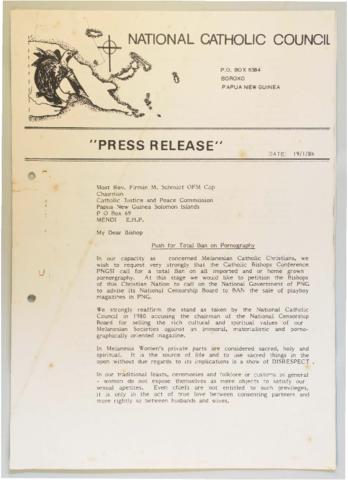 NATIONAL CATHOLIC COUNCIL
P.O. BOX 6384
BOROKO
PAPUA NEW GUINEA
"PRESS RELEASE"
DATE: 19/1/86
Most Rev. Firmin M. Schmidt OFM Cap
Chairman
Catholic Justice and Peace Commission
Papua New Guinea Solomon Islands
P O Box 69
MENDI E.H.P.
My Dear Bishop
Push for Total Ban on Pornography
In our capacity as concerned Melanesian Catholic Christians, we
wish to request very strongly that the Catholic Bishops Conference
PNGSI call for a total Ban on all imported and or home grown
pornography. At this stage we would like to petition the Bishops
of this Christian Nation to call on the National Government of PNG
to advise its National Censorship Board to BAN the sale of playboy
magazines in PNG.
We strongly reaffirm the stand as taken by the National Catholic
Council in 1980 accusing the chairman of the National Censorship
Board for selling the rich cultural and spiritual values of our
Melanesian Societies against an immoral, materialistic and porno-
graphically oriented magazine.
In Melanesia Women's private parts are considered sacred, holy and
spiritual. It is the source of life and to use sacred things in the
open without due regards to its implications is a show of DISRESPECT
In our traditional feasts, ceremonies and folklore or customs in general
- women do not expose themselves as mere objects to satisfy our
sexual apetites. Even chiefs are not entitled to such privileges,
it is only in the act of true love between consenting partners and
more rightly so between husbands and wives.